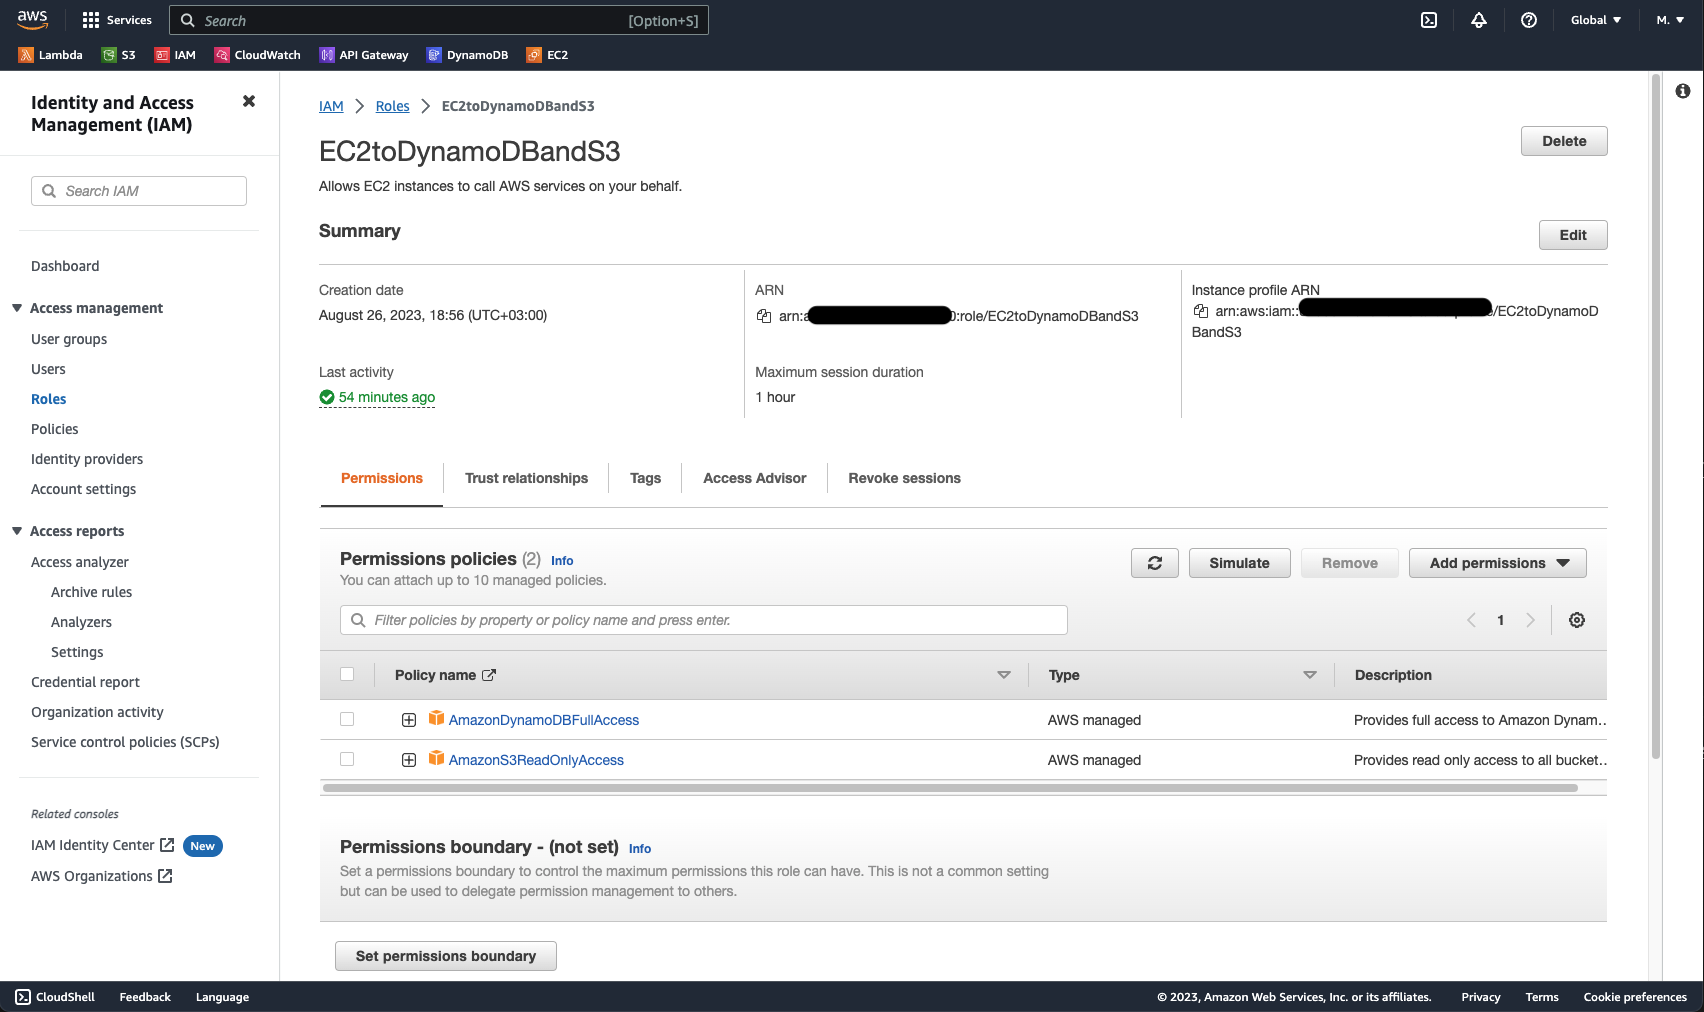 aws
Services
Search
[Option+S]
Global
M.
Lambda
S3
IAM
CloudWatch
API Gateway
DynamoDB
EC2
Identity and Access
Management (IAM)
Search IAM
Dashboard
Access management
User groups
Users
Roles
Policies
Identity providers
Account settings
Access reports
Access analyzer
Archive rules
Analyzers
Settings
Credential report
Organization activity
Service control policies (SCPs)
Related consoles
IAM Identity Center New
AWS Organizations
IAM > Roles > EC2toDynamoDBandS3
EC2toDynamoDBandS3
Delete
Allows EC2 instances to call AWS services on your behalf.
Summary
Edit
Creation date
August 26, 2023, 18:56 (UTC+03:00)
Last activity
54 minutes ago
ARN
arn:a :role/EC2toDynamoDBandS3
Maximum session duration
1 hour
Instance profile ARN
arn:aws:iam:: /EC2toDynamoD
BandS3
Permissions
Trust relationships
Tags
Access Advisor
Revoke sessions
Permissions policies (2) Info
You can attach up to 10 managed policies.
Simulate
Remove
Add permissions
Filter policies by property or policy name and press enter.
1
Policy name
Type
Description
AmazonDynamoDBFullAccess
AWS managed
Provides full access to Amazon Dynam..
AmazonS3ReadOnlyAccess
AWS managed
Provides read only access to all bucket..
Permissions boundary - (not set) Info
Set a permissions boundary to control the maximum permissions this role can have. This is not a common setting
but can be used to delegate permission management to others.
Set permissions boundary
CloudShell
Feedback
Language
© 2023, Amazon Web Services, Inc. or its affiliates.
Privacy
Terms
Cookie preferences